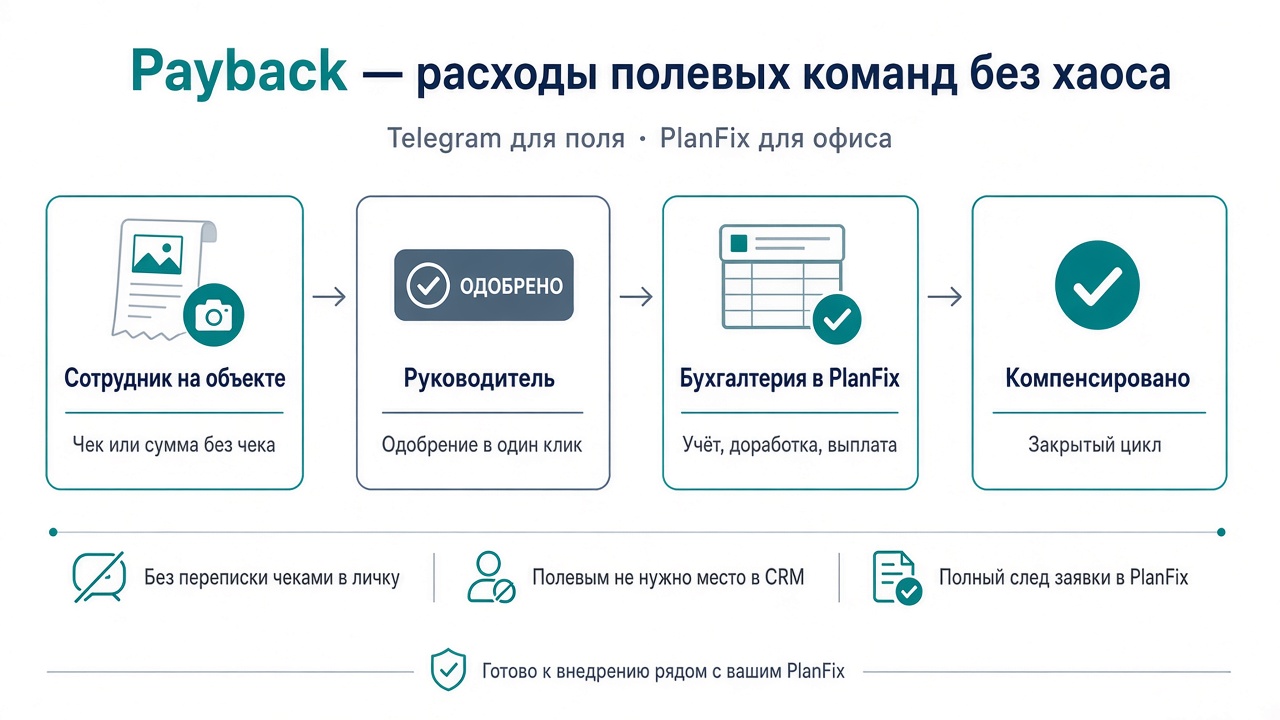 Payback — расходы полевых команд без хаоса
Telegram для поля · PlanFix для офиса
ОДОБРЕНО
Сотрудник на объекте
Чек или сумма без чека
Руководитель
Одобрение в один клик
Бухгалтерия в PlanFix
Учёт, доработка, выплата
Компенсировано
Закрытый цикл
Без переписки чеками в личку
Полевым не нужно место в CRM
Полный след заявки в PlanFix
Готово к внедрению рядом с вашим PlanFix